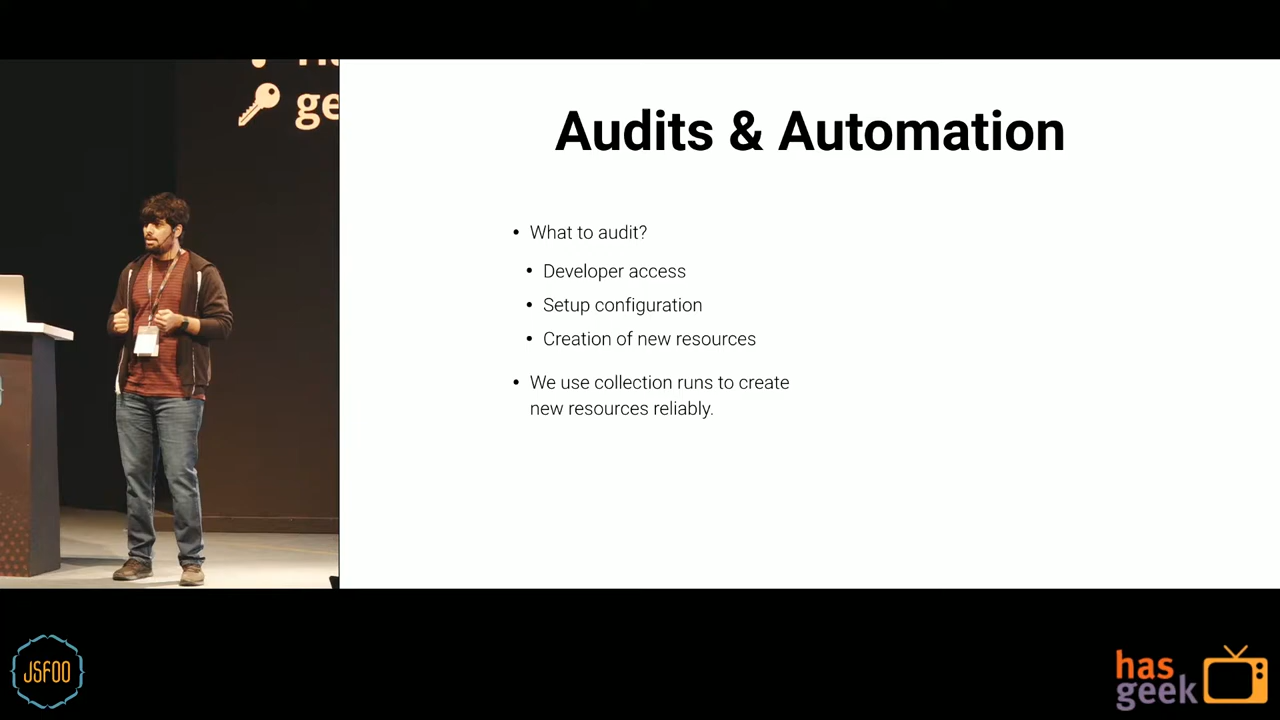 ge
Audits & Automation
• What to audit?
• Developer access
• Setup configuration
• Creation of new resources
• We use collection runs to create
new resources reliably.
JSFOO
has
geek